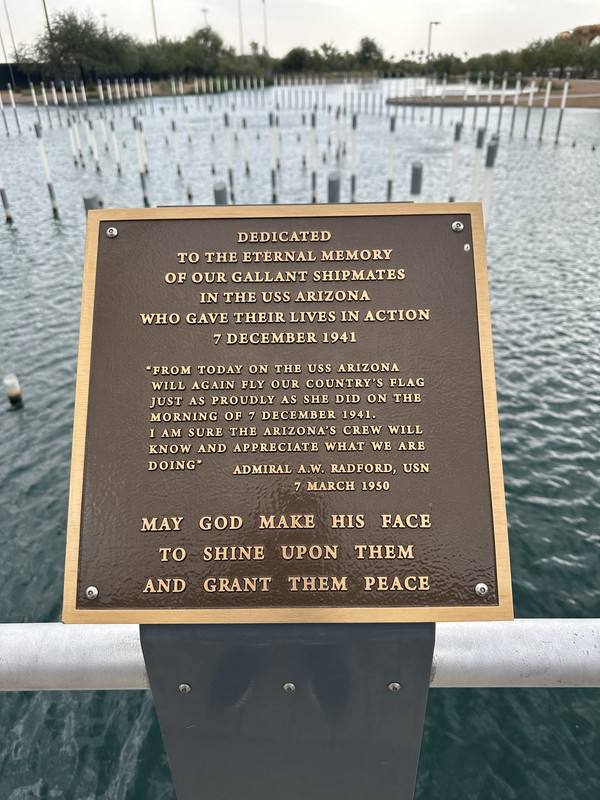 DEDICATED
TO THE ETERNAL MEMORY
OF OUR GALLANT SHIPMATES
IN THE USS ARIZONA
WHO GAVE THEIR LIVES IN ACTION
7 DECEMBER 1941
"FROM TODAY ON THE USS ARIZONA
WILL AGAIN FLY OUR COUNTRY'S FLAG
JUST AS PROUDLY AS SHE DID ON THE
MORNING OF 7 DECEMBER 1941.
I AM SURE THE ARIZONA'S CREW WILL
KNOW AND APPRECIATE WHAT WE ARE
DOING" ADMIRAL A.W. RADFORD, USN
7 MARCH 1950
MAY GOD MAKE HIS FACE
TO SHINE UPON THEM
AND GRANT THEM PEACE